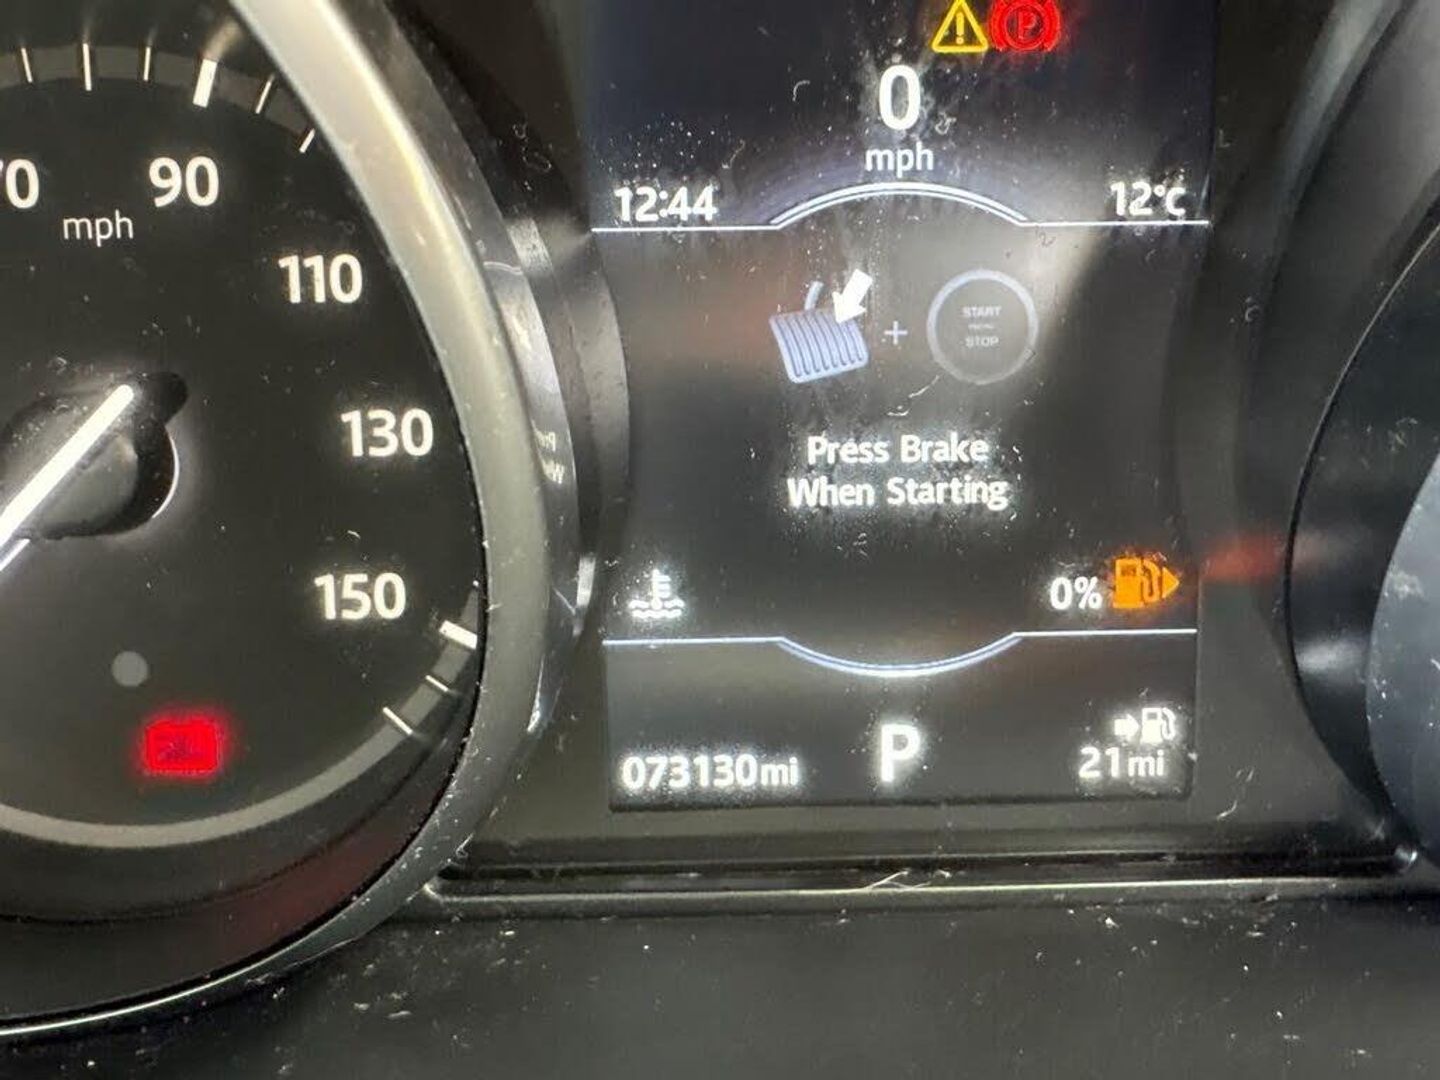 0
mph
12:44
12°C
70
90
mph
110
130
150
START
STOP
+
Press Brake
When Starting
0%
073130mi
P
21mi